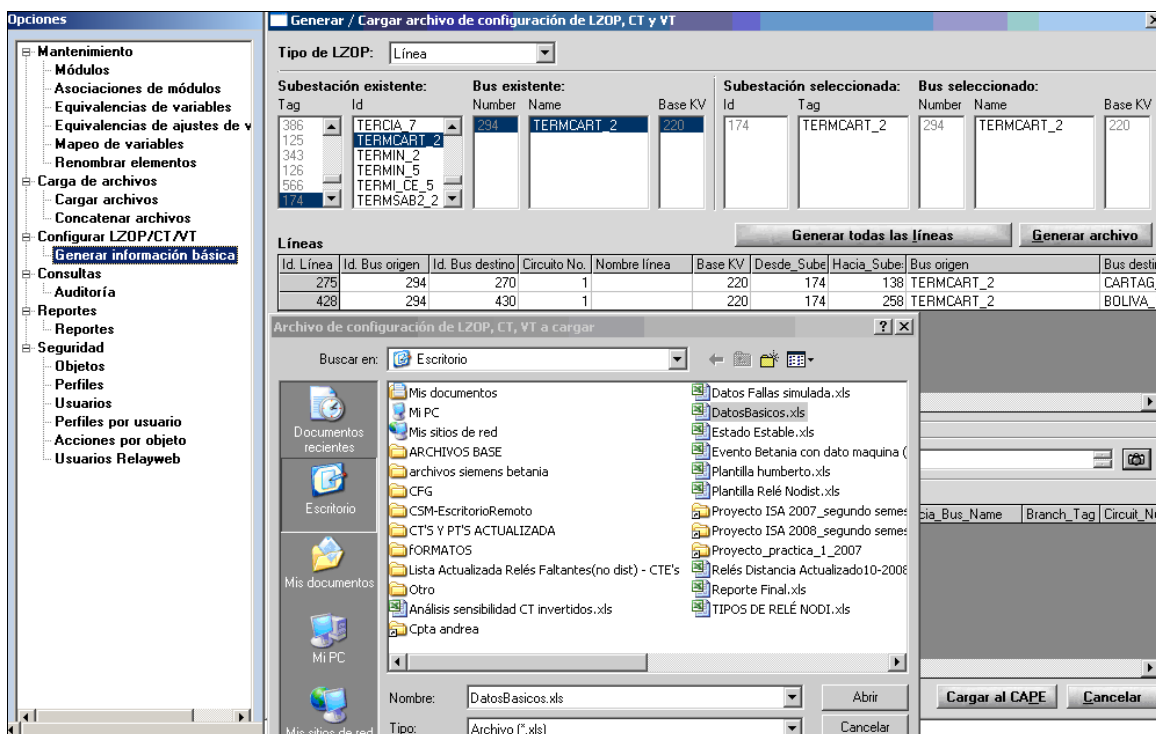 Opciones
Mantenimiento
Módulos
Asociaciones de módulos
Equivalencias de variables
Equivalencias de ajustes de v
Mapeo de variables
Renombrar elementos
Carga de archivos
Cargar archivos
Concatenar archivos
Configurar LZOP/CT/VT
Generar información básica
Consultas
Auditoría
Reportes
Reportes
Seguridad
Objetos
Perfiles
Usuarios
Perfiles por usuario
Acciones por objeto
Usuarios Relayweb
Generar / Cargar archivo de configuración de LZOP, CT y VT
Tipo de LZOP: Línea
Subestación existente: Bus existente: Subestación seleccionada: Bus seleccionado:
Tag Id Number Name Base KV Id Tag Number Name Base KV
386 TERCIA_7 294 TERMCART_2 220 174 TERMCART_2 294 TERMCART_2 220
125 TERMCART_2
343 TERMIN_2
126 TERMIN_5
566 TERMI_CE_5
174 TERMSAB2_2
Generar todas las líneas Generar archivo
Líneas
Id. Línea Id. Bus origen Id. Bus destino Circuito No. Nombre línea Base KV Desde_Sube Hacia_Sube: Bus origen Bus desti
275 294 270 1 220 174 138 TERMCART_2 CARTAG_
428 294 430 1 220 174 258 TERMCART_2 BOLIVA_
Archivo de configuración de LZOP, CT, VT a cargar
Buscar en: Escritorio
Documentos recientes
Escritorio
Mis documentos
Mi PC
Mis sitios de red
Mis documentos
Mi PC
Mis sitios de red
ARCHIVOS BASE
archivos siemens betania
CFG
CSM-EscritorioRemoto
CT'S Y PT'S ACTUALIZADA
fORMATOS
Lista Actualizada Relés Faltantes(no dist) - CTE's
Otro
Análisis sensibilidad CT invertidos.xls
Cpta andrea
Datos Fallas simulada.xls
DatosBasicos.xls
Estado Estable.xls
Evento Betania con dato maquina (
Plantilla humberto.xls
Plantilla Relé Nodist.xls
Proyecto ISA 2007_segundo semes
Proyecto ISA 2008_segundo semes
Proyecto_practica_1_2007
Relés Distancia Actualizado10-2008
Reporte Final.xls
TIPOS DE RELÉ NODI.xls
Nombre: DatosBasicos.xls Abrir
Tipo: Archivo (*.xls) Cancelar
cia_Bus_Name Branch_Tag Circuit_Nu
Cargar al CAPE Cancelar